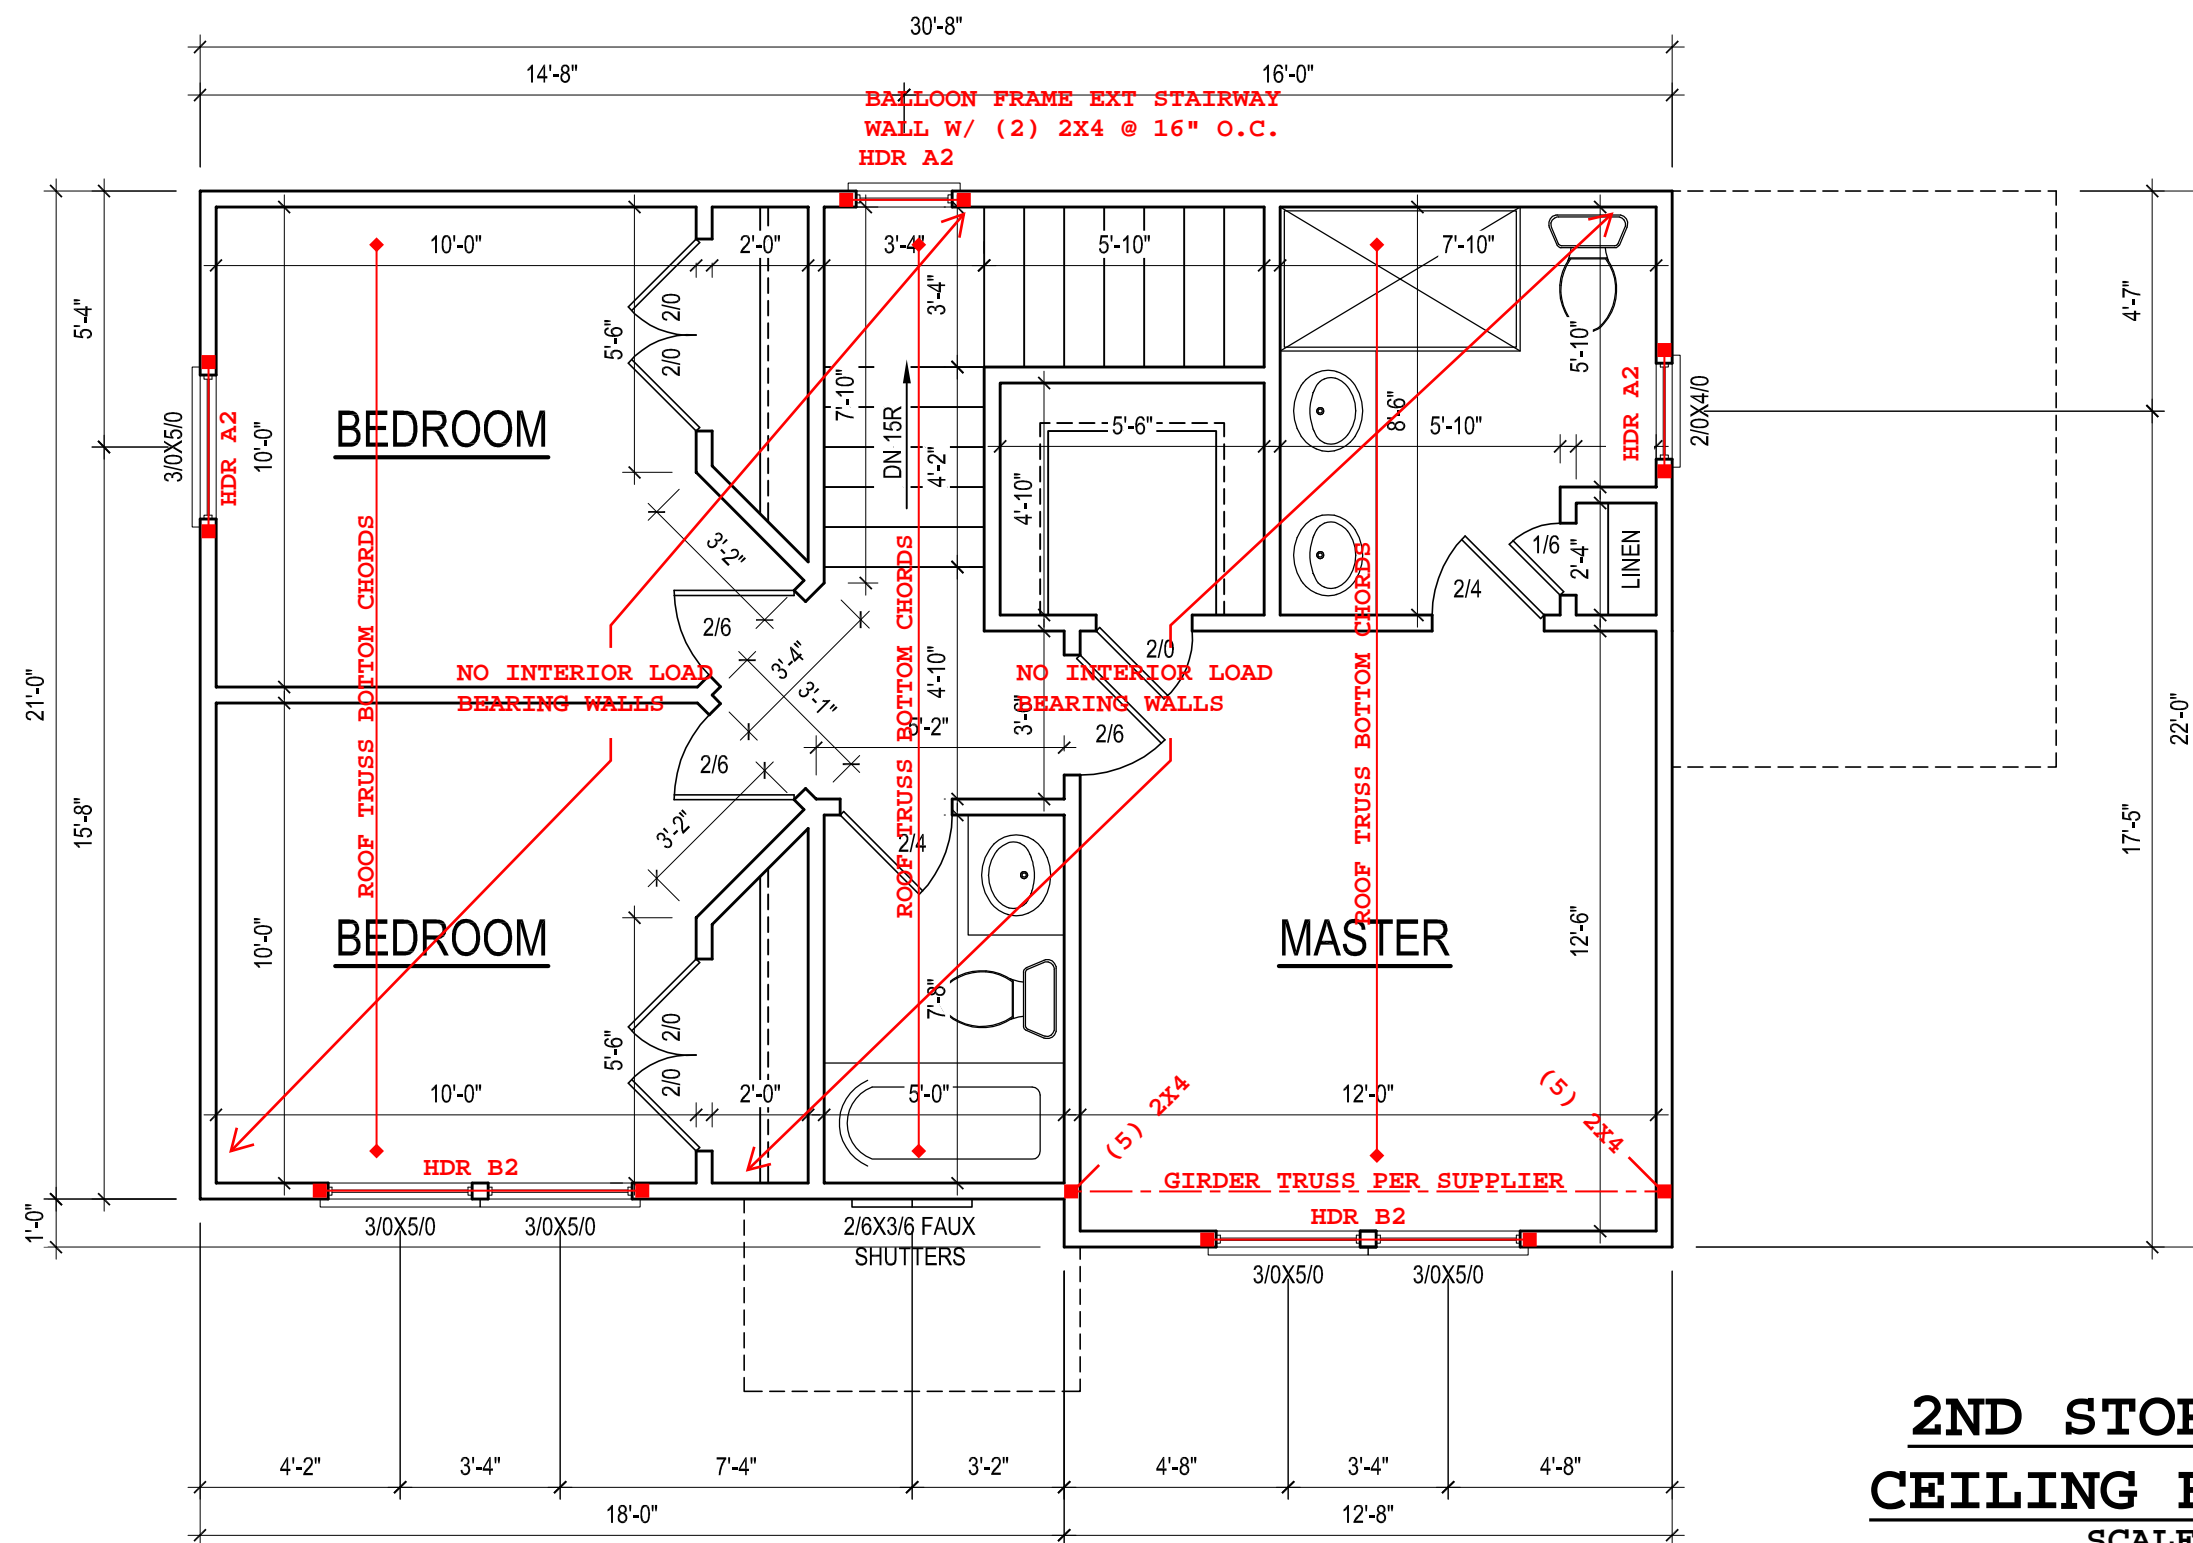 30'-8"
14'-8"
16'-0"
BALLOON FRAME EXT STAIRWAY
WALL W/ (2) 2X4 @ 16" O.C.
HDR A2
10'-0"
2'-0"
3'-4"
5'-10"
7'-10"
5'-4"
4'-7"
3'-4"
2/0
5'-6"
2/0
5'-10"
7'-10"
3/0X5/0
HDR A2
10'-0"
BEDROOM
DN 15R
4'-2"
5'-6"
8'-6"
5'-10"
HDR A2
2/0X4/0
4'-10"
3'-2"
1/6
2'-4"
LINEN
2/4
ROOF TRUSS BOTTOM CHORDS
ROOF TRUSS BOTTOM CHORDS
ROOF TRUSS BOTTOM CHORDS
2/6
3'-4"
2/0
NO INTERIOR LOAD
BEARING WALLS
3'-1"
4'-10"
NO INTERIOR LOAD
BEARING WALLS
21'-0"
22'-0"
5'-2"
2/6
2/6
15'-8"
3'-2"
2/4
17'-5"
10'-0"
BEDROOM
MASTER
12'-6"
7'-8"
2/0
5'-6"
2/0
10'-0"
2'-0"
5'-0"
12'-0"
(5) 2X4
(5) 2X4
HDR B2
GIRDER TRUSS PER SUPPLIER
HDR B2
1'-0"
3/0X5/0
3/0X5/0
2/6X3/6 FAUX
SHUTTERS
3/0X5/0
3/0X5/0
2ND
CEILING
4'-2"
3'-4"
7'-4"
3'-2"
4'-8"
3'-4"
4'-8"
18'-0"
12'-8"